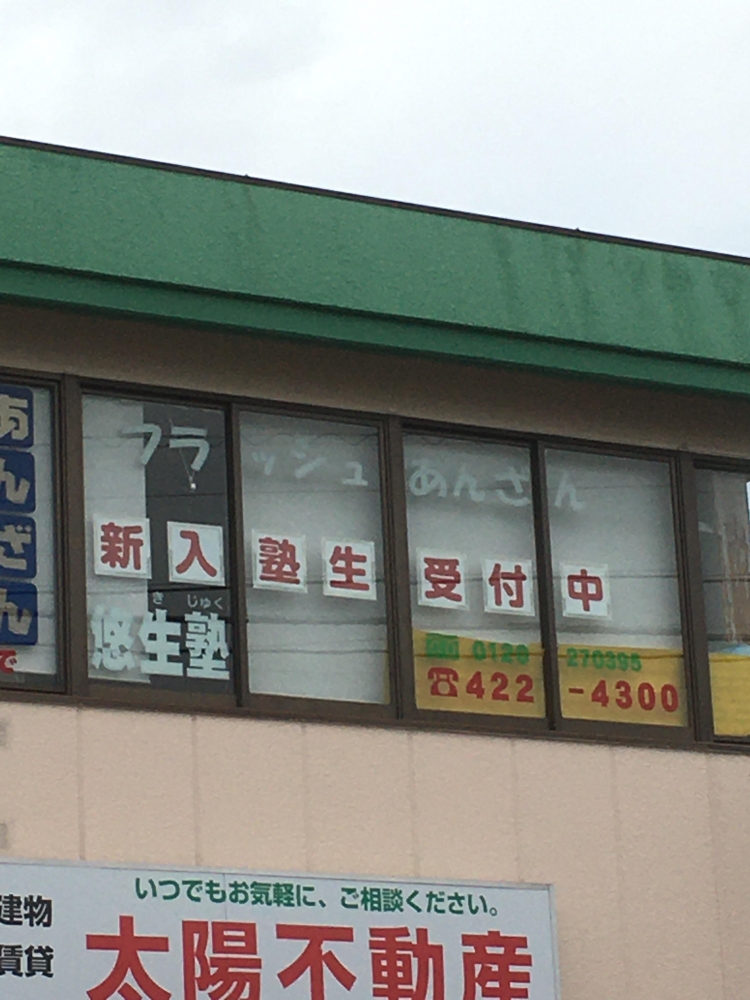 あんざん
で
フラッシュあんざん
新入塾生受付中
き じゅく
悠生塾
0120 270395
☎422-4300
いつでもお気軽に、ご相談ください。
建物
賃貸
太陽不動産